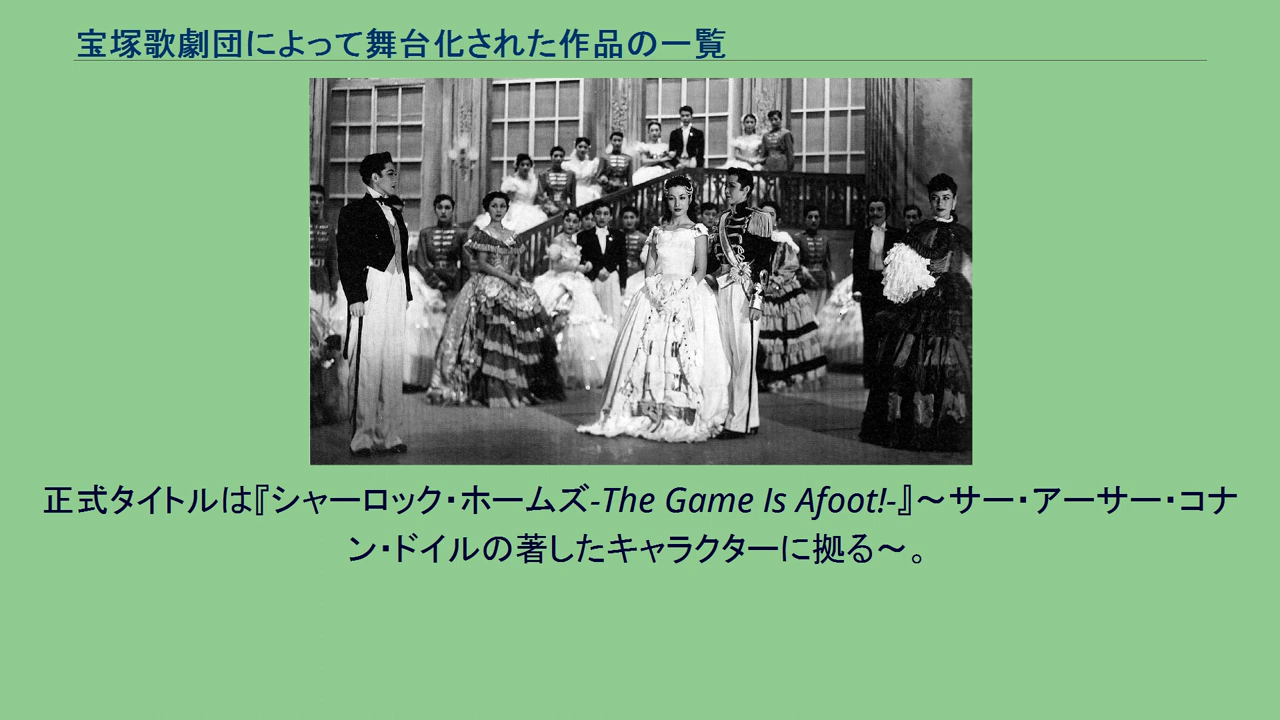 宝塚歌劇団によって舞台化された作品の一覧
正式タイトルは『シャーロック・ホームズ-The Game Is Afoot!-』～サー・アーサー・コナ
ン・ドイルの著したキャラクターに拠る～。